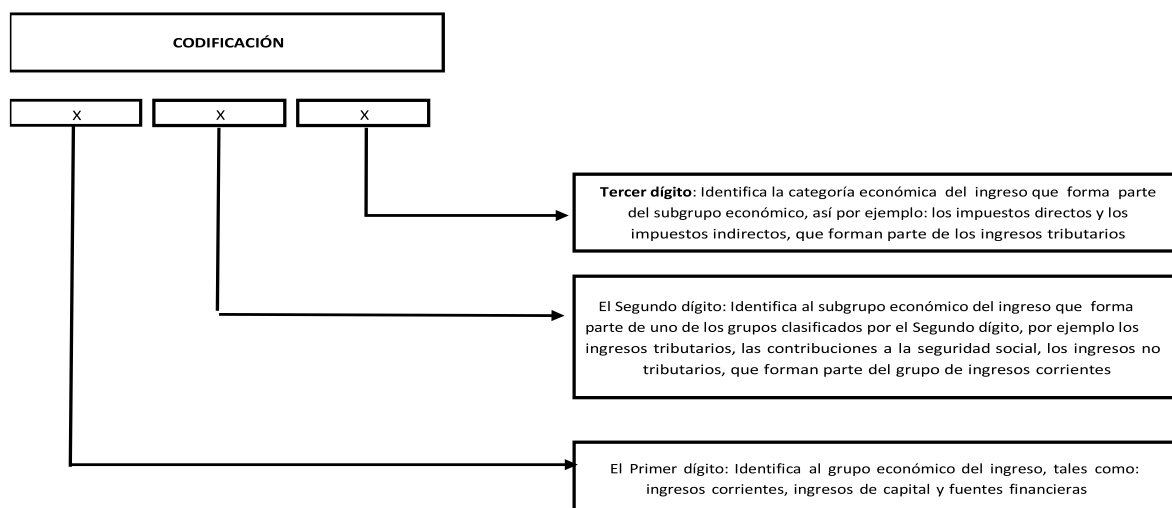 CODIFICACIÓN
X X X
Tercer dígito: Identifica la categoría económica del ingreso que forma parte
del subgrupo económico, así por ejemplo: los impuestos directos y los
impuestos indirectos, que forman parte de los ingresos tributarios
El Segundo dígito: Identifica al subgrupo económico del ingreso que forma
parte de uno de los grupos clasificados por el Segundo dígito, por ejemplo los
ingresos tributarios, las contribuciones a la seguridad social, los ingresos no
tributarios, que forman parte del grupo de ingresos corrientes
El Primer dígito: Identifica al grupo económico del ingreso, tales como:
ingresos corrientes, ingresos de capital y fuentes financieras